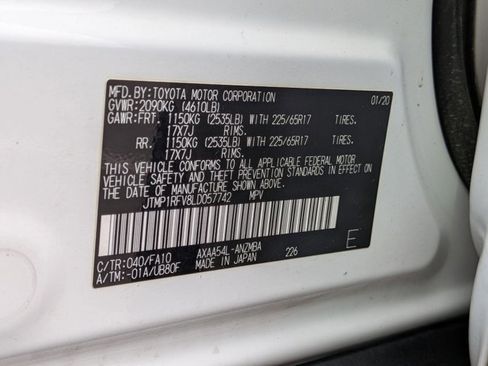 MFD. BY: TOYOTA MOTOR CORPORATION 01/20
GVWR: 2090KG (4610LB)
GAWR: FRT. 1150KG (2535LB) WITH 225/65R17 TIRES.
17X7J RIMS.
RR. 1150KG (2535LB) WITH 225/65R17 TIRES.
17X7J RIMS.
THIS VEHICLE CONFORMS TO ALL APPLICABLE FEDERAL MOTOR
VEHICLE SAFETY AND THEFT PREVENTION STANDARDS IN EFFECT ON
THE DATE OF MANUFACTURE SHOWN ABOVE.
JTMP1RFV8LD057742 MPV
C/TR: 040/FA10 AXAA54L-ANZMBA 226 E
A/TM: -01A/UB80F MADE IN JAPAN